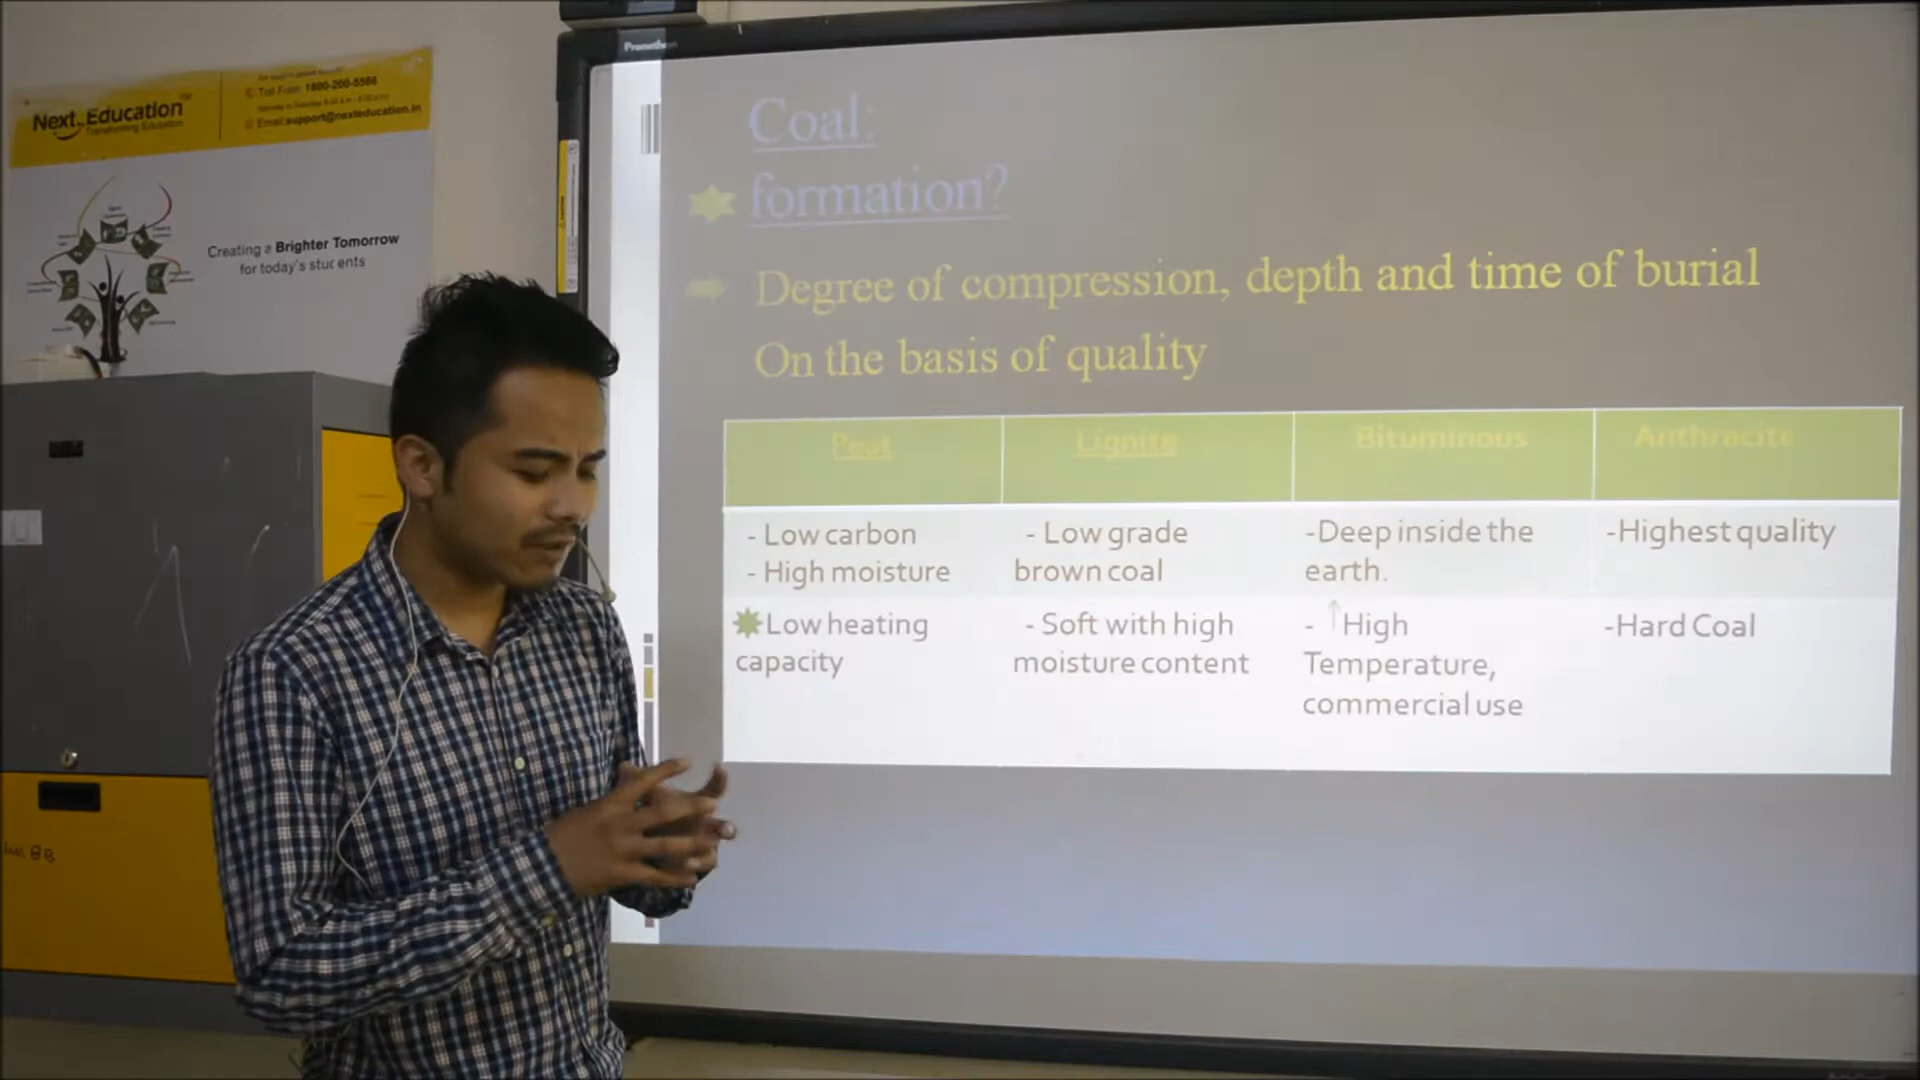 Promethean
Next Education
Transforming Education
Toll Free: 1800-200-5566
Email:support@nexteducation.in
Creating a Brighter Tomorrow
for today's students
Coal:
formation?
Degree of compression, depth and time of burial
On the basis of quality
Peat
Lignite
Bituminous
Anthracite
- Low carbon
- High moisture
- Low grade
brown coal
-Deep inside the
earth.
-Highest quality
Low heating
capacity
- Soft with high
moisture content
- ↑High
Temperature,
commercial use
-Hard Coal